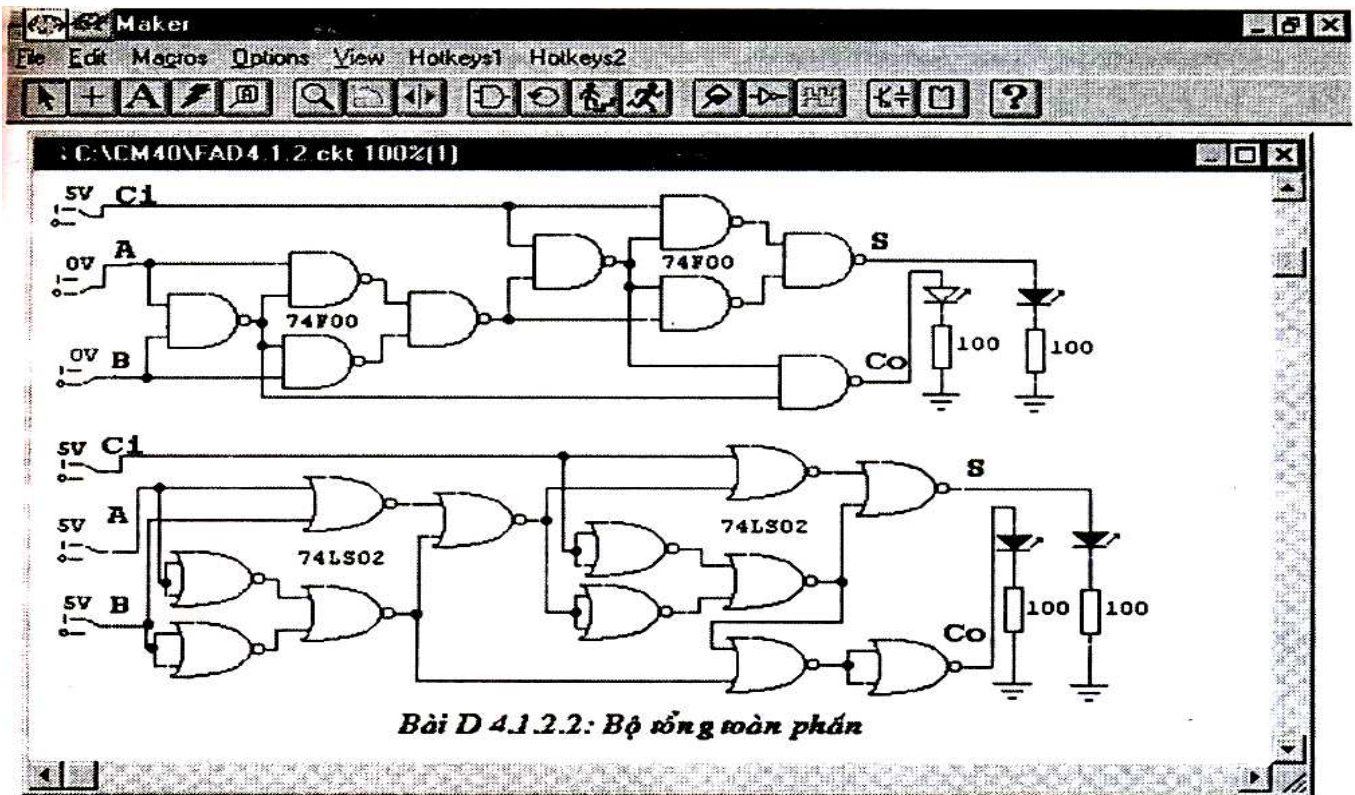 Maker
File Edit Macros Options View Hotkeys1 Hotkeys2
A ?
: C:\CM40\FAD4.1.2.ckt 100%(1)
5V Ci
0V A
0V B
74F00
74F00
S
Co
100
100
5V Ci
5V A
5V B
74LS02
74LS02
S
Co
100
100
Bài D 4.1.2.2: Bộ tổng toàn phần